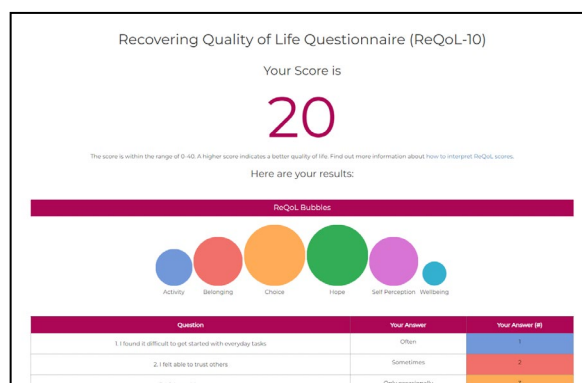 Recovering Quality of Life Questionnaire (ReQoL-10)
Your Score is
20
The score is within the range of 0-40. A higher score indicates a better quality of life. Find out more information about how to interpret ReQoL scores.
Here are your results:
ReQoL Bubbles
Activity Belonging Choice Hope Self Perception Wellbeing
Question Your Answer Your Answer (#)
1. I found it difficult to get started with everyday tasks Often 1
2. I felt able to trust others Sometimes 2
Only occasionally